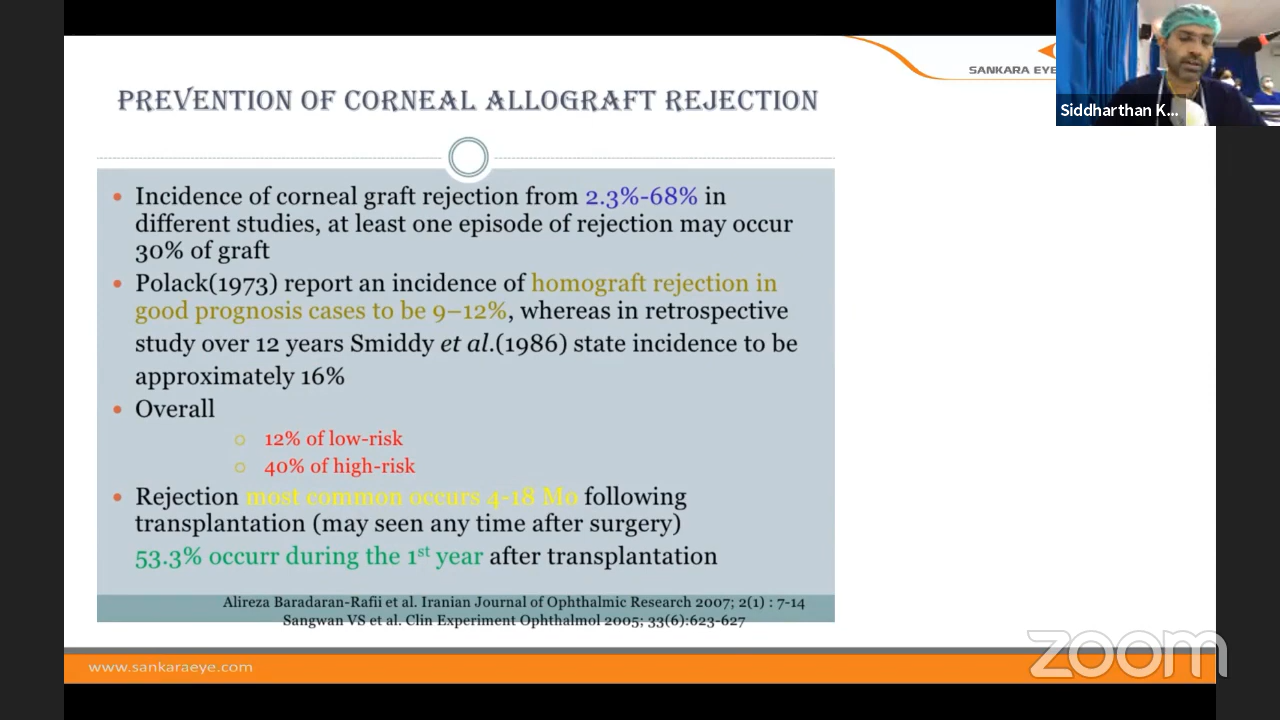 SANKARA EYE
Siddharthan K...
PREVENTION OF CORNEAL ALLOGRAFT REJECTION
Incidence of corneal graft rejection from 2.3%-68% in
different studies, at least one episode of rejection may occur
30% of graft
Polack(1973) report an incidence of homograft rejection in
good prognosis cases to be 9–12%, whereas in retrospective
study over 12 years Smiddy et al.(1986) state incidence to be
approximately 16%
Overall
12% of low-risk
40% of high-risk
Rejection most common occurs 4-18 Mo following
transplantation (may seen any time after surgery)
53.3% occurr during the 1st year after transplantation
Alireza Baradaran-Rafii et al. Iranian Journal of Ophthalmic Research 2007; 2(1) : 7-14
Sangwan VS et al. Clin Experiment Ophthalmol 2005; 33(6):623-627
www.sankaraeye.com
zoom